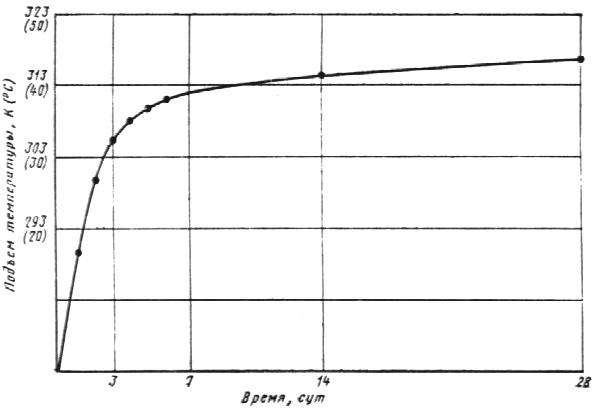 323
(50)
313
(40)
303
(30)
293
(20)
Подъем температуры, К (°С)
3 7 14 28
Время, сут